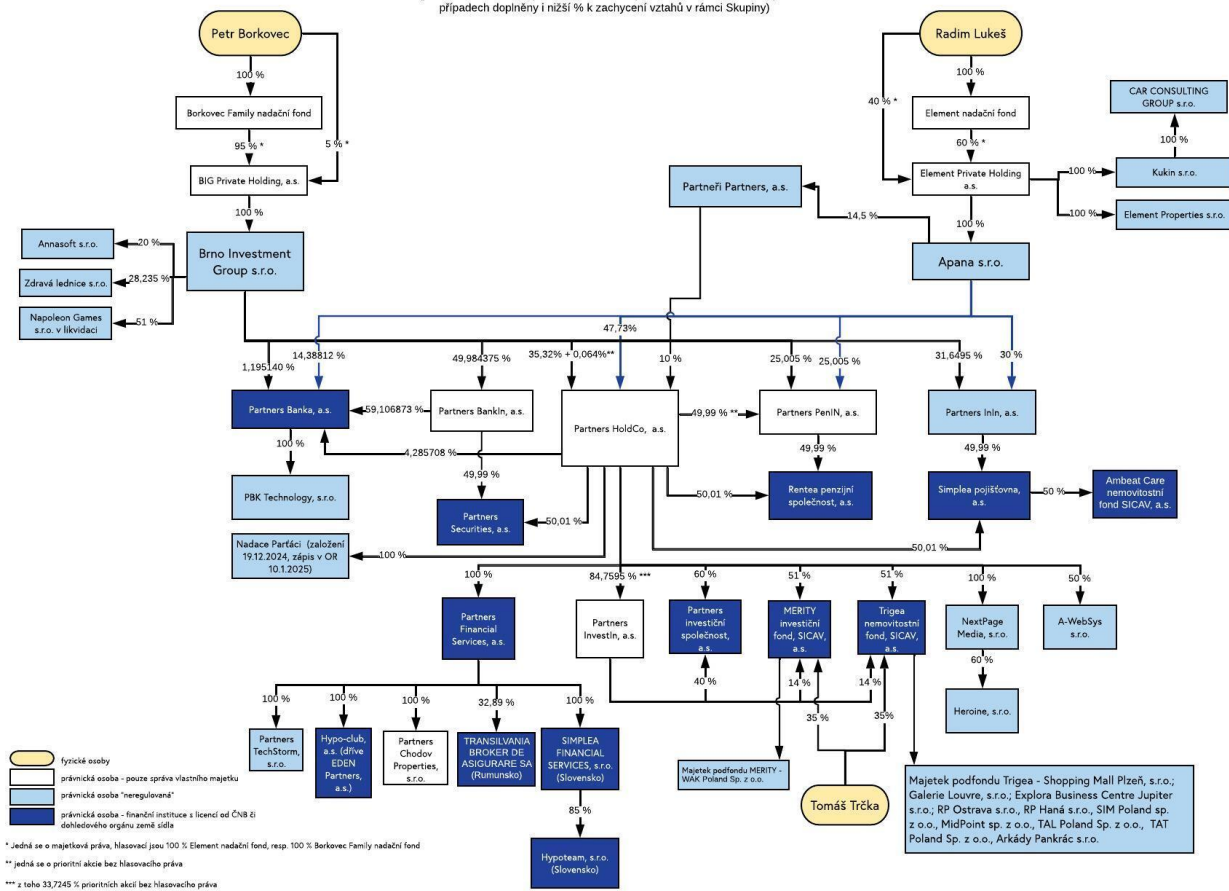 případech doplněny i nižší % k zachycení vztahů v rámci Skupiny)
Petr Borkovec
Radim Lukeš
100 %
100 %
CAR CONSULTING
GROUP s.r.o.
40 % *
Borkovec Family nadační fond
Element nadační fond
5 % *
95 % *
60 % *
100 %
BIG Private Holding, a.s.
Partneři Partners, a.s.
Element Private Holding
a.s.
100 %
Kukin s.r.o.
14,5 %
100 %
100 %
100 %
Element Properties s.r.o.
Annasoft s.r.o.
20 %
Brno Investment
Group s.r.o.
Apana s.r.o.
Zdravá lednice s.r.o.
28,235 %
Napoleon Games
s.r.o. v likvidaci
51 %
47,73%
14,38812 %
49,984375 %
35,32% + 0,064%**
10 %
25,005 %
25,005 %
31,6495 %
30 %
1,195140 %
Partners Banka, a.s.
59,106873 %
Partners BankIn, a.s.
Partners HoldCo, a.s.
49,99 % **
Partners PenIN, a.s.
Partners InIn, a.s.
100 %
4,285708 %
49,99 %
49,99 %
49,99 %
PBK Technology, s.r.o.
Partners
Securities, a.s.
50,01 %
50,01 %
Rentea penzijní
společnost, a.s.
Simplea pojišťovna,
a.s.
50 %
Ambeat Care
nemovitostní
fond SICAV, a.s.
Nadace Parťáci (založení
19.12.2024, zápis v OR
10.1.2025)
100 %
50,01 %
100 %
84,7595 % ***
60 %
51 %
51 %
100 %
50 %
Partners
Financial
Services, a.s.
Partners
InvestIn, a.s.
Partners
investiční
společnost,
a.s.
MERITY
investiční
fond, SICAV,
a.s.
Trigea
nemovitostní
fond, SICAV,
a.s.
NextPage
Media, s.r.o.
A-WebSys
s.r.o.
40 %
14 %
14 %
60 %
100 %
100 %
100 %
32,89 %
100 %
35 %
35%
Heroine, s.r.o.
Partners
TechStorm,
s.r.o.
Hypo-club,
a.s. (dříve
EDEN
Partners,
a.s.)
Partners
Chodov
Properties,
s.r.o.
TRANSILVANIA
BROKER DE
ASIGURARE SA
(Rumunsko)
SIMPLEA
FINANCIAL
SERVICES, s.r.o.
(Slovensko)
Majetek podfondu MERITY -
WAK Poland Sp. z o.o.
Tomáš Trčka
Majetek podfondu Trigea - Shopping Mall Plzeň, s.r.o.;
Galerie Louvre, s.r.o.; Explora Business Centre Jupiter
s.r.o.; RP Ostrava s.r.o., RP Haná s.r.o., SIM Poland sp.
z o.o., MidPoint sp. z o.o., TAL Poland Sp. z o.o., TAT
Poland Sp. z o.o., Arkády Pankrác s.r.o.
85 %
Hypoteam, s.r.o.
(Slovensko)
fyzické osoby
právnická osoba - pouze správa vlastního majetku
právnická osoba "neregulovaná"
právnická osoba - finanční instituce s licencí od ČNB či
dohledového orgánu země sídla
* Jedná se o majetková práva, hlasovací jsou 100 % Element nadační fond, resp. 100 % Borkovec Family nadační fond
** jedná se o prioritní akcie bez hlasovacího práva
*** z toho 33,7245 % prioritních akcií bez hlasovacího práva